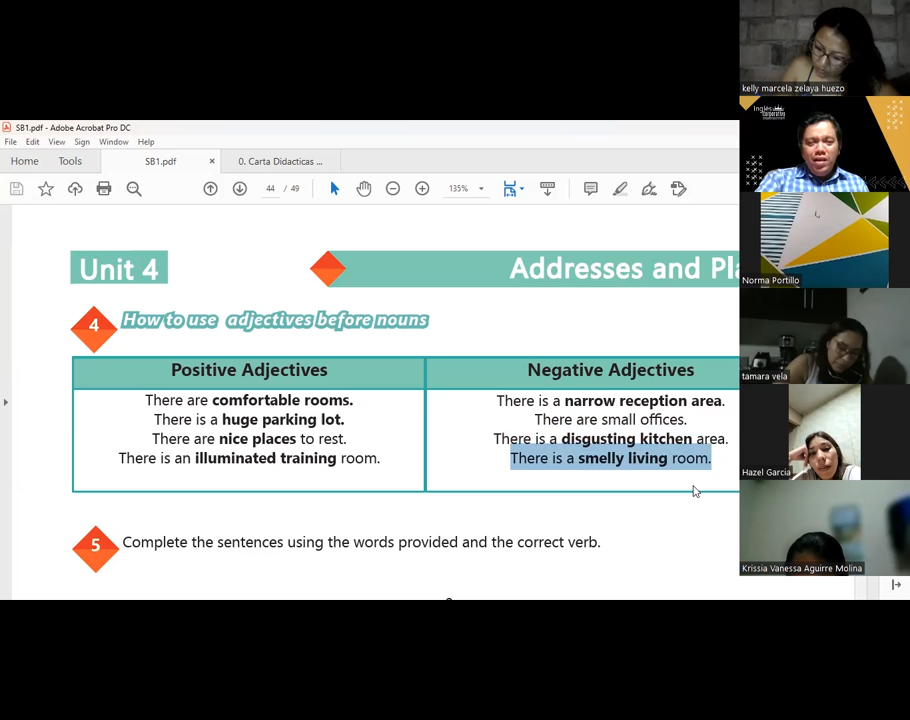 kelly marcela zelaya huezo
Inglés
Corporativo
SB1.pdf - Adobe Acrobat Pro DC
File Edit View Sign Window Help
Home Tools SB1.pdf × 0. Carta Didacticas ...
44 / 49 135%
Norma Portillo
Unit 4
Addresses and Pla
4 How to use adjectives before nouns
Positive Adjectives Negative Adjectives
There are comfortable rooms. There is a narrow reception area.
There is a huge parking lot. There are small offices.
There are nice places to rest. There is a disgusting kitchen area.
There is an illuminated training room. There is a smelly living room.
tamara vela
Hazel Garcia
5 Complete the sentences using the words provided and the correct verb.
Krissia Vanessa Aguirre Molina